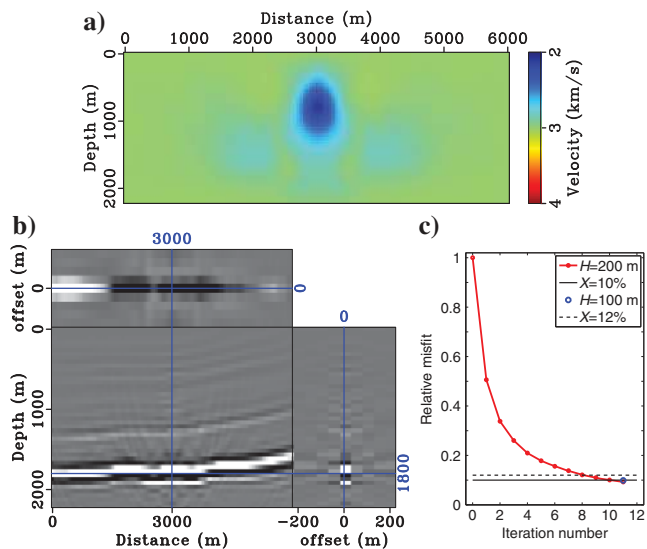 a)
Distance (m)
0 1000 2000 3000 4000 5000 6000
Depth (m)
0
1000
2000
2
3
4
Velocity (km/s)
b)
3000
offset (m)
0
0
0
Depth (m)
0
1000
2000
1800
0 3000
Distance (m)
−200 0 200
offset (m)
c)
Relative misfit
1
0.8
0.6
0.4
0.2
0
H=200 m
X=10%
H=100 m
X=12%
0 2 4 6 8 10 12
Iteration number